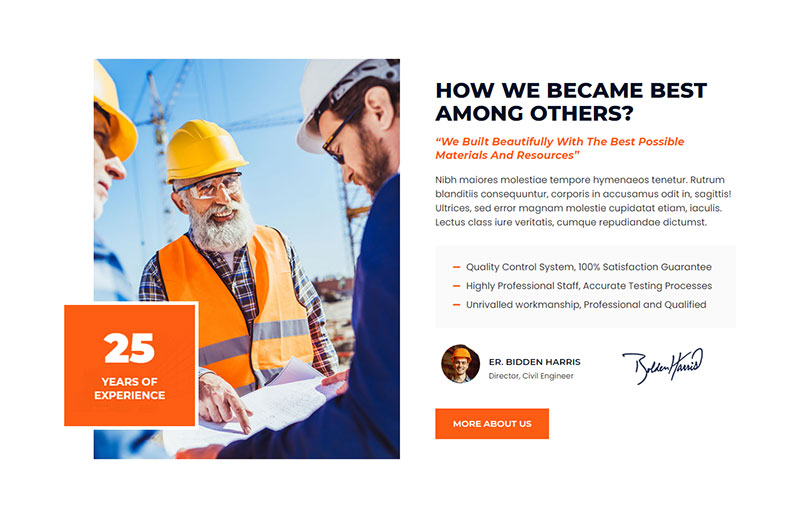 HOW WE BECAME BEST
AMONG OTHERS?
“We Built Beautifully With The Best Possible
Materials And Resources”
Nibh maiores molestiae tempore hymenaeos tenetur. Rutrum
blanditiis consequuntur, corporis in accusamus odit in, sagittis!
Ultrices, sed error magnam molestie cupidatat etiam, iaculis.
Lectus class iure veritatis, cumque repudiandae dictumst.
Quality Control System, 100% Satisfaction Guarantee
Highly Professional Staff, Accurate Testing Processes
Unrivalled workmanship, Professional and Qualified
25
YEARS OF
EXPERIENCE
ER. BIDDEN HARRIS
Director, Civil Engineer
Bolden Harris
MORE ABOUT US